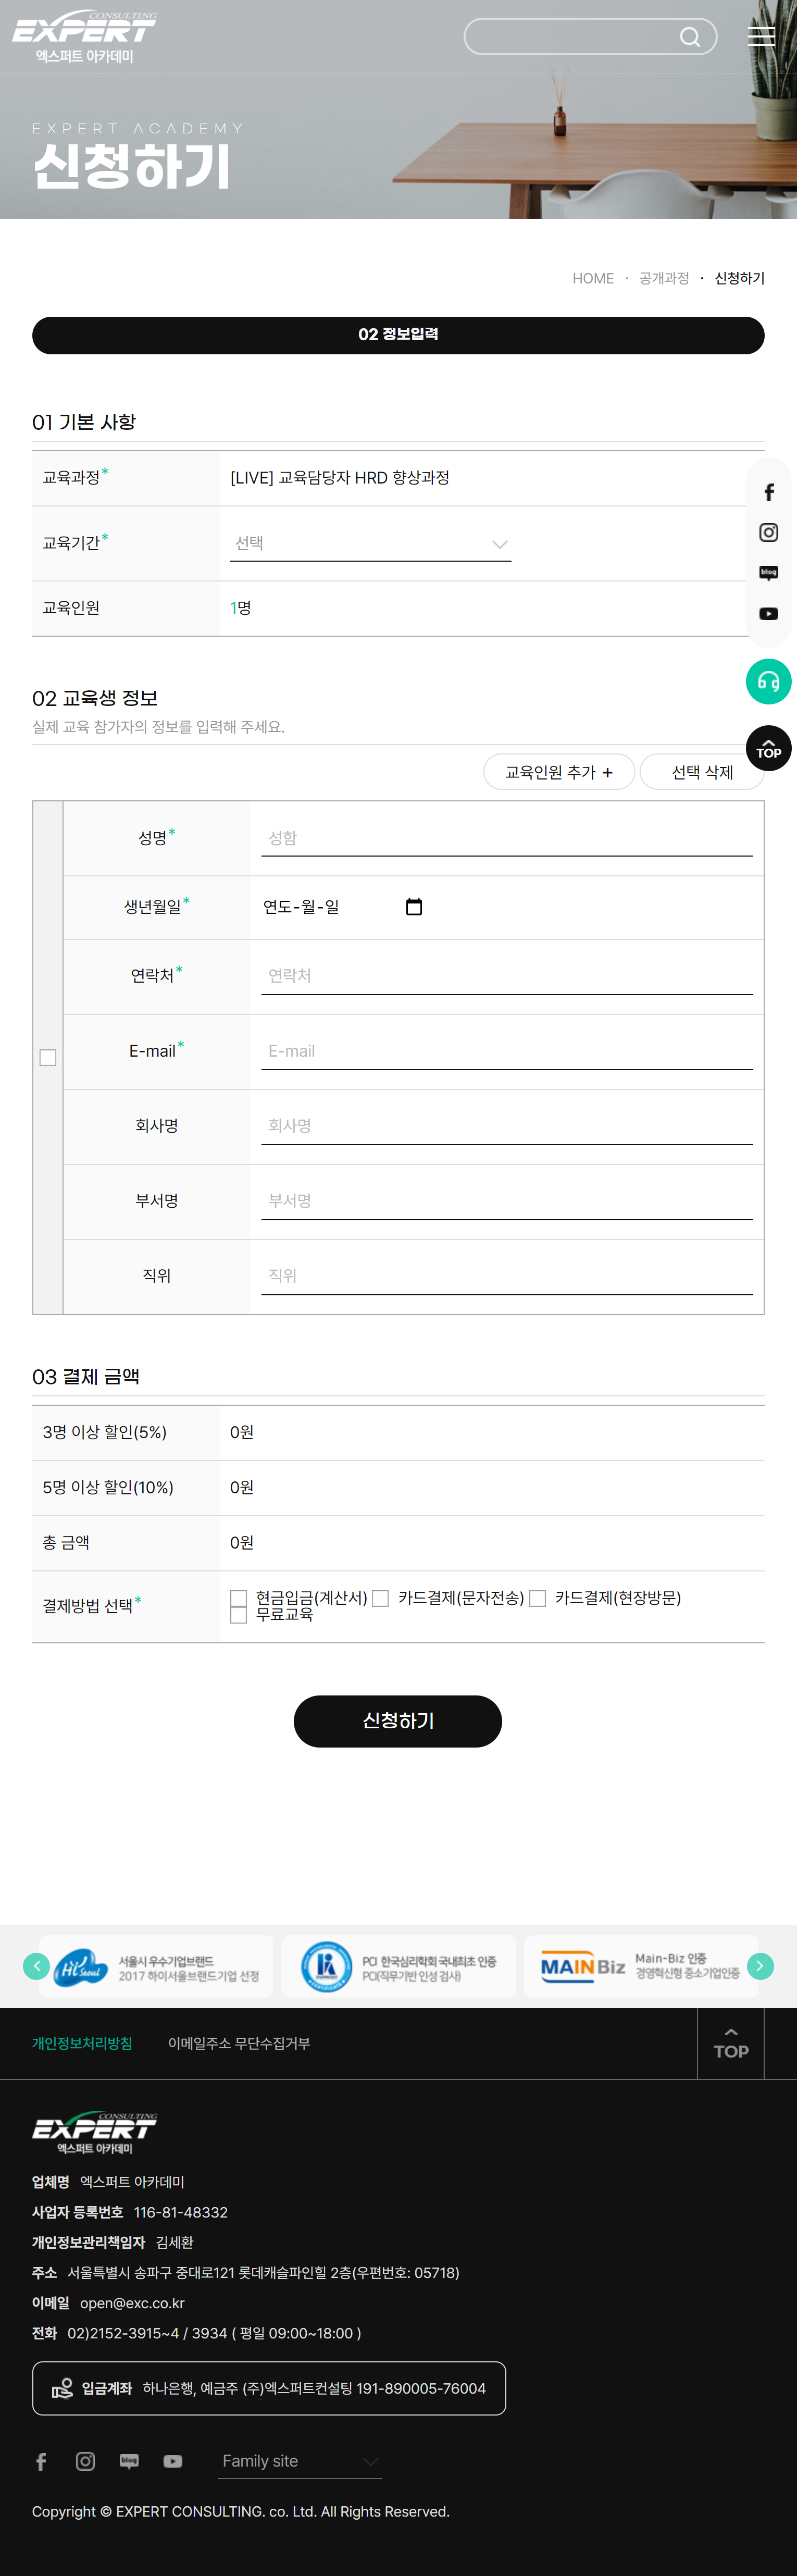 CONSULTING
EXPERT
엑스퍼트 아카데미
EXPERT ACADEMY
신청하기
HOME · 공개과정 · 신청하기
02 정보입력
01 기본 사항
교육과정* [LIVE] 교육담당자 HRD 향상과정
교육기간* 선택
교육인원 1명
blog
02 교육생 정보
실제 교육 참가자의 정보를 입력해 주세요.
TOP
교육인원 추가 + 선택 삭제
성명* 성함
생년월일* 연도-월-일
연락처* 연락처
E-mail* E-mail
회사명 회사명
부서명 부서명
직위 직위
03 결제 금액
3명 이상 할인(5%) 0원
5명 이상 할인(10%) 0원
총 금액 0원
결제방법 선택* 현금입금(계산서) 카드결제(문자전송) 카드결제(현장방문)
무료교육
신청하기
Hi Seoul 서울시 우수기업브랜드
2017 하이서울브랜드기업 선정
PCI 한국심리학회 국내최초 인증
PCI(직무기반 인성 검사)
MAINBiz Main-Biz 인증
경영혁신형 중소기업인증
개인정보처리방침 이메일주소 무단수집거부
TOP
CONSULTING
EXPERT
엑스퍼트 아카데미
업체명 엑스퍼트 아카데미
사업자 등록번호 116-81-48332
개인정보관리책임자 김세환
주소 서울특별시 송파구 중대로121 롯데캐슬파인힐 2층(우편번호: 05718)
이메일 open@exc.co.kr
전화 02)2152-3915~4 / 3934 ( 평일 09:00~18:00 )
입금계좌 하나은행, 예금주 (주)엑스퍼트컨설팅 191-890005-76004
blog
Family site
Copyright © EXPERT CONSULTING. co. Ltd. All Rights Reserved.